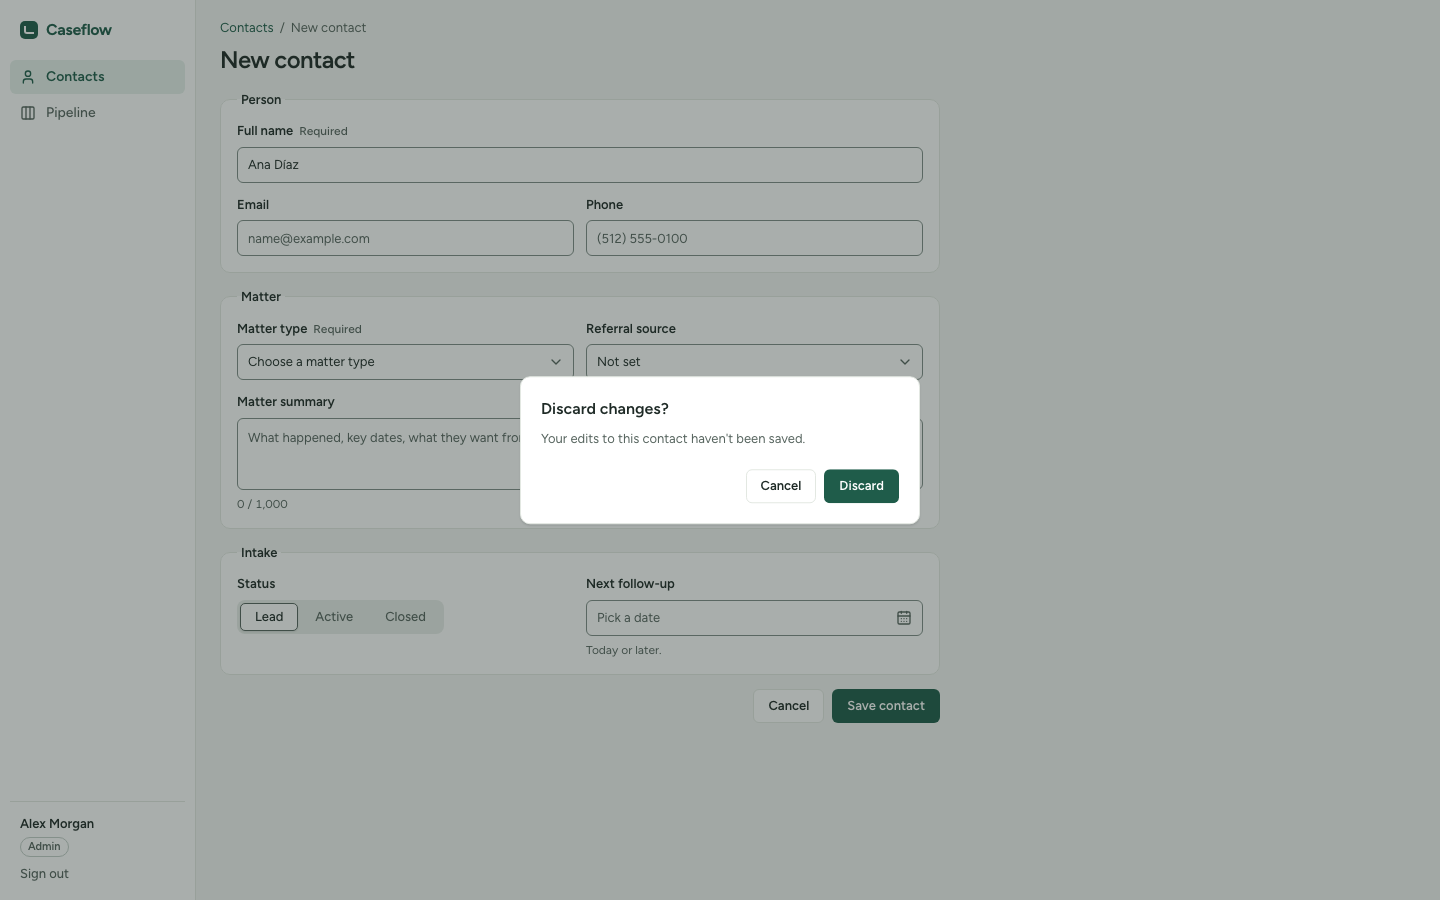 Caseflow
Contacts
Pipeline
Contacts / New contact
New contact
Person
Full name Required
Ana Díaz
Email
Phone
name@example.com
(512) 555-0100
Matter
Matter type Required
Referral source
Choose a matter type
Not set
Matter summary
What happened, key dates, what they want
0 / 1,000
Discard changes?
Your edits to this contact haven't been saved.
Cancel
Discard
Intake
Status
Next follow-up
Lead
Active
Closed
Pick a date
Today or later.
Cancel
Save contact
Alex Morgan
Admin
Sign out